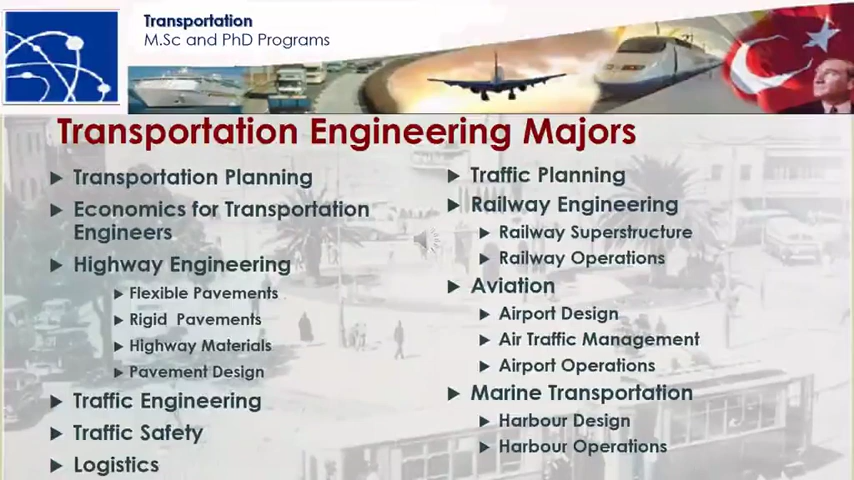 Transportation
M.Sc and PhD Programs
Transportation Engineering Majors
Transportation Planning
Economics for Transportation
Engineers
Highway Engineering
Flexible Pavements
Rigid Pavements
Highway Materials
Pavement Design
Traffic Engineering
Traffic Safety
Logistics
Traffic Planning
Railway Engineering
Railway Superstructure
Railway Operations
Aviation
Airport Design
Air Traffic Management
Airport Operations
Marine Transportation
Harbour Design
Harbour Operations